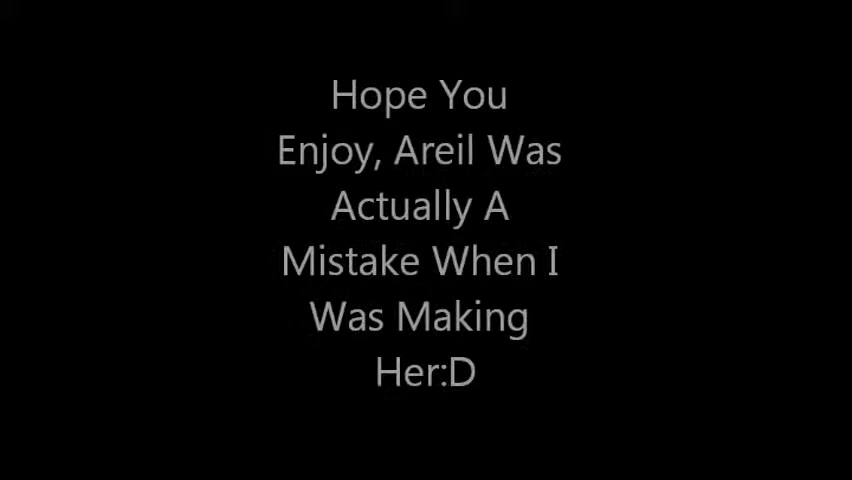 Hope You
Enjoy, Areil Was
Actually A
Mistake When I
Was Making
Her:D